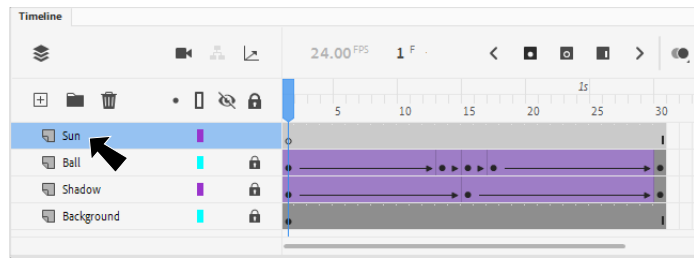 Timeline
24.00 FPS 1 F
1s
5 10 15 20 25 30
Sun
Ball
Shadow
Background